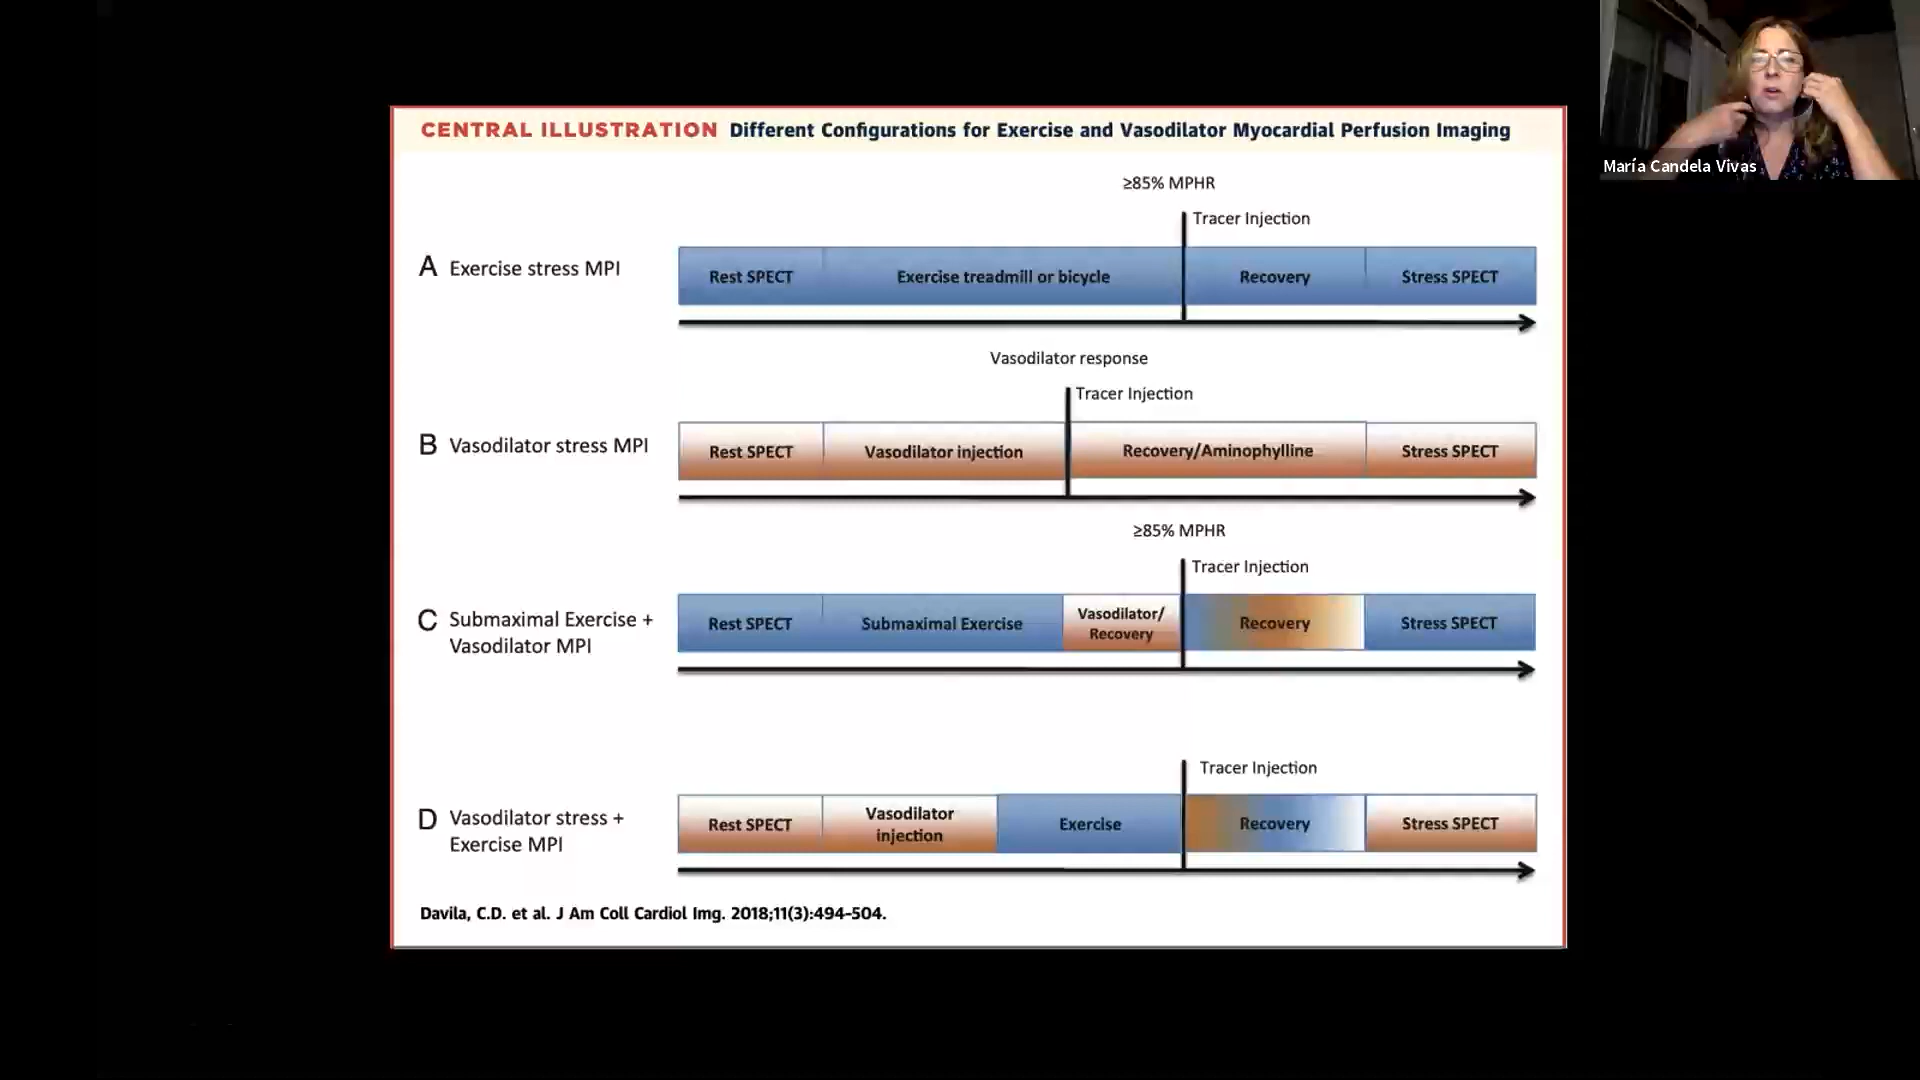 CENTRAL ILLUSTRATION Different Configurations for Exercise and Vasodilator Myocardial Perfusion Imaging
María Candela Vivas
≥85% MPHR
Tracer Injection
A Exercise stress MPI
Rest SPECT
Exercise treadmill or bicycle
Recovery
Stress SPECT
Vasodilator response
Tracer Injection
B Vasodilator stress MPI
Rest SPECT
Vasodilator injection
Recovery/Aminophylline
Stress SPECT
≥85% MPHR
Tracer Injection
C Submaximal Exercise +
Vasodilator MPI
Rest SPECT
Submaximal Exercise
Vasodilator/
Recovery
Recovery
Stress SPECT
Tracer Injection
D Vasodilator stress +
Exercise MPI
Rest SPECT
Vasodilator
injection
Exercise
Recovery
Stress SPECT
Davila, C.D. et al. J Am Coll Cardiol Img. 2018;11(3):494-504.